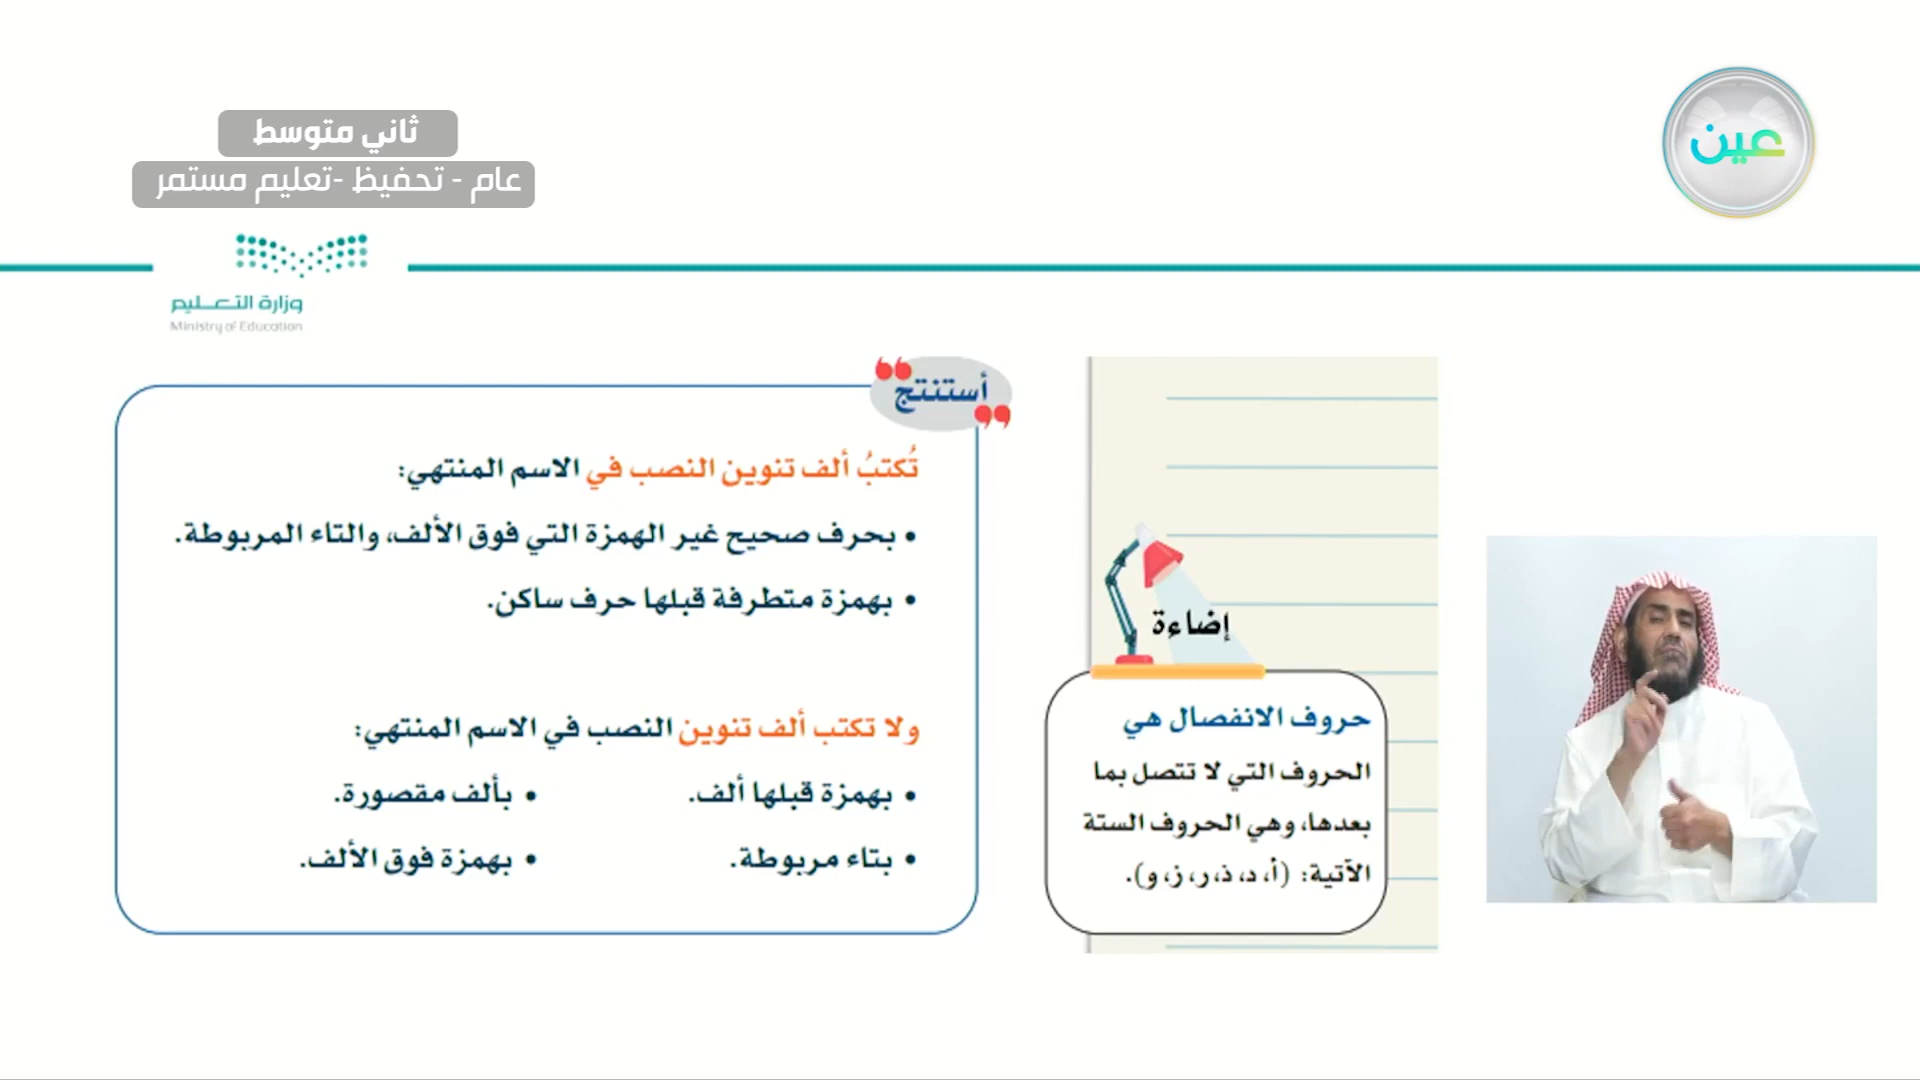 عين
ثاني متوسط
عام - تحفيظ -تعليم مستمر
وزارة التعـــليم
Ministry of Education
أستنتج
تُكتبُ ألف تنوين النصب في الاسم المنتهي:
• بحرف صحيح غير الهمزة التي فوق الألف، والتاء المربوطة.
• بهمزة متطرفة قبلها حرف ساكن.
ولا تكتب ألف تنوين النصب في الاسم المنتهي:
• بهمزة قبلها ألف. • بألف مقصورة.
• بتاء مربوطة. • بهمزة فوق الألف.
إضاءة
حروف الانفصال هي
الحروف التي لا تتصل بما
بعدها، وهي الحروف الستة
الآتية: (أ، د، ذ، ر، ز، و).